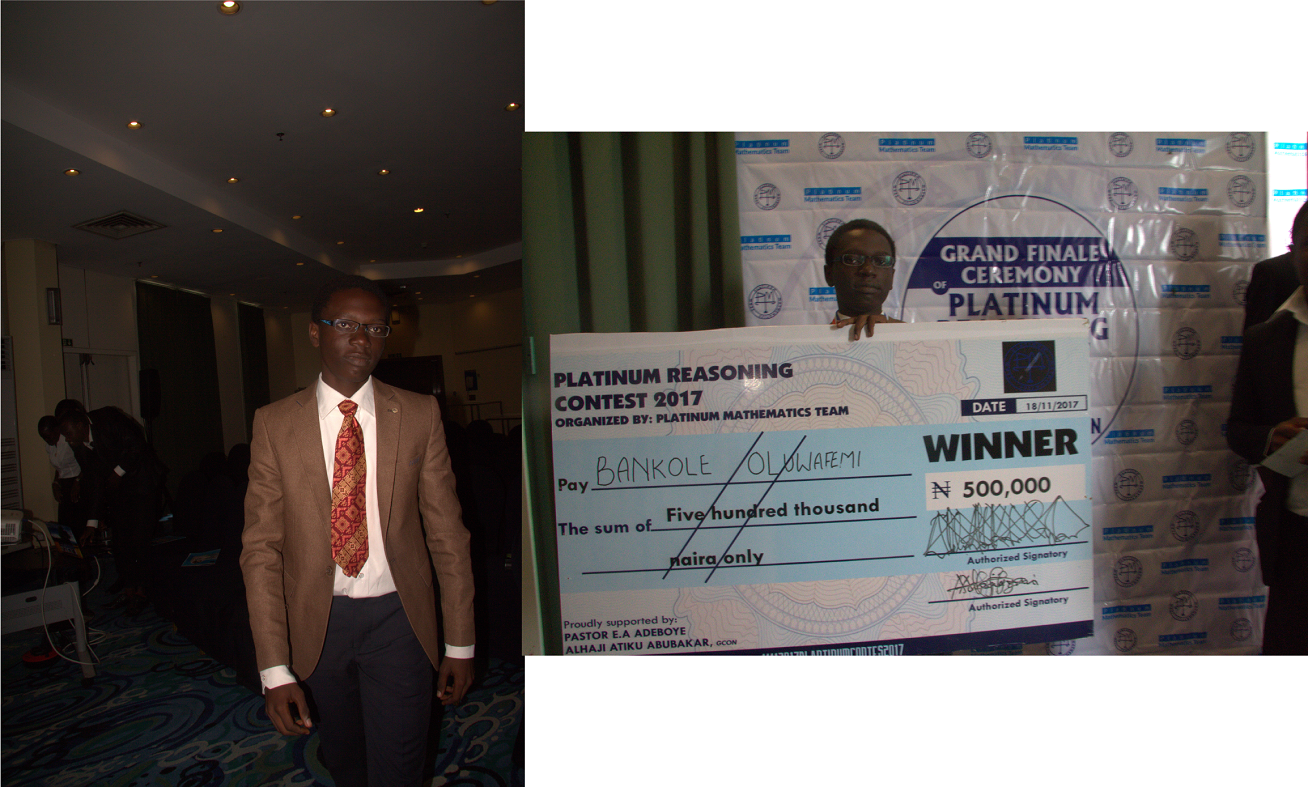 Platinum
Mathematics Team
GRAND FINALE
CEREMONY
OF PLATINUM
PLATINUM REASONING
CONTEST 2017
ORGANIZED BY: PLATINUM MATHEMATICS TEAM
DATE 18/11/2017
WINNER
Pay BANKOLE OLUWAFEMI
₦ 500,000
The sum of Five hundred thousand
naira only
Authorized Signatory
Authorized Signatory
Proudly supported by:
PASTOR E.A ADEBOYE
ALHAJI ATIKU ABUBAKAR, GCON